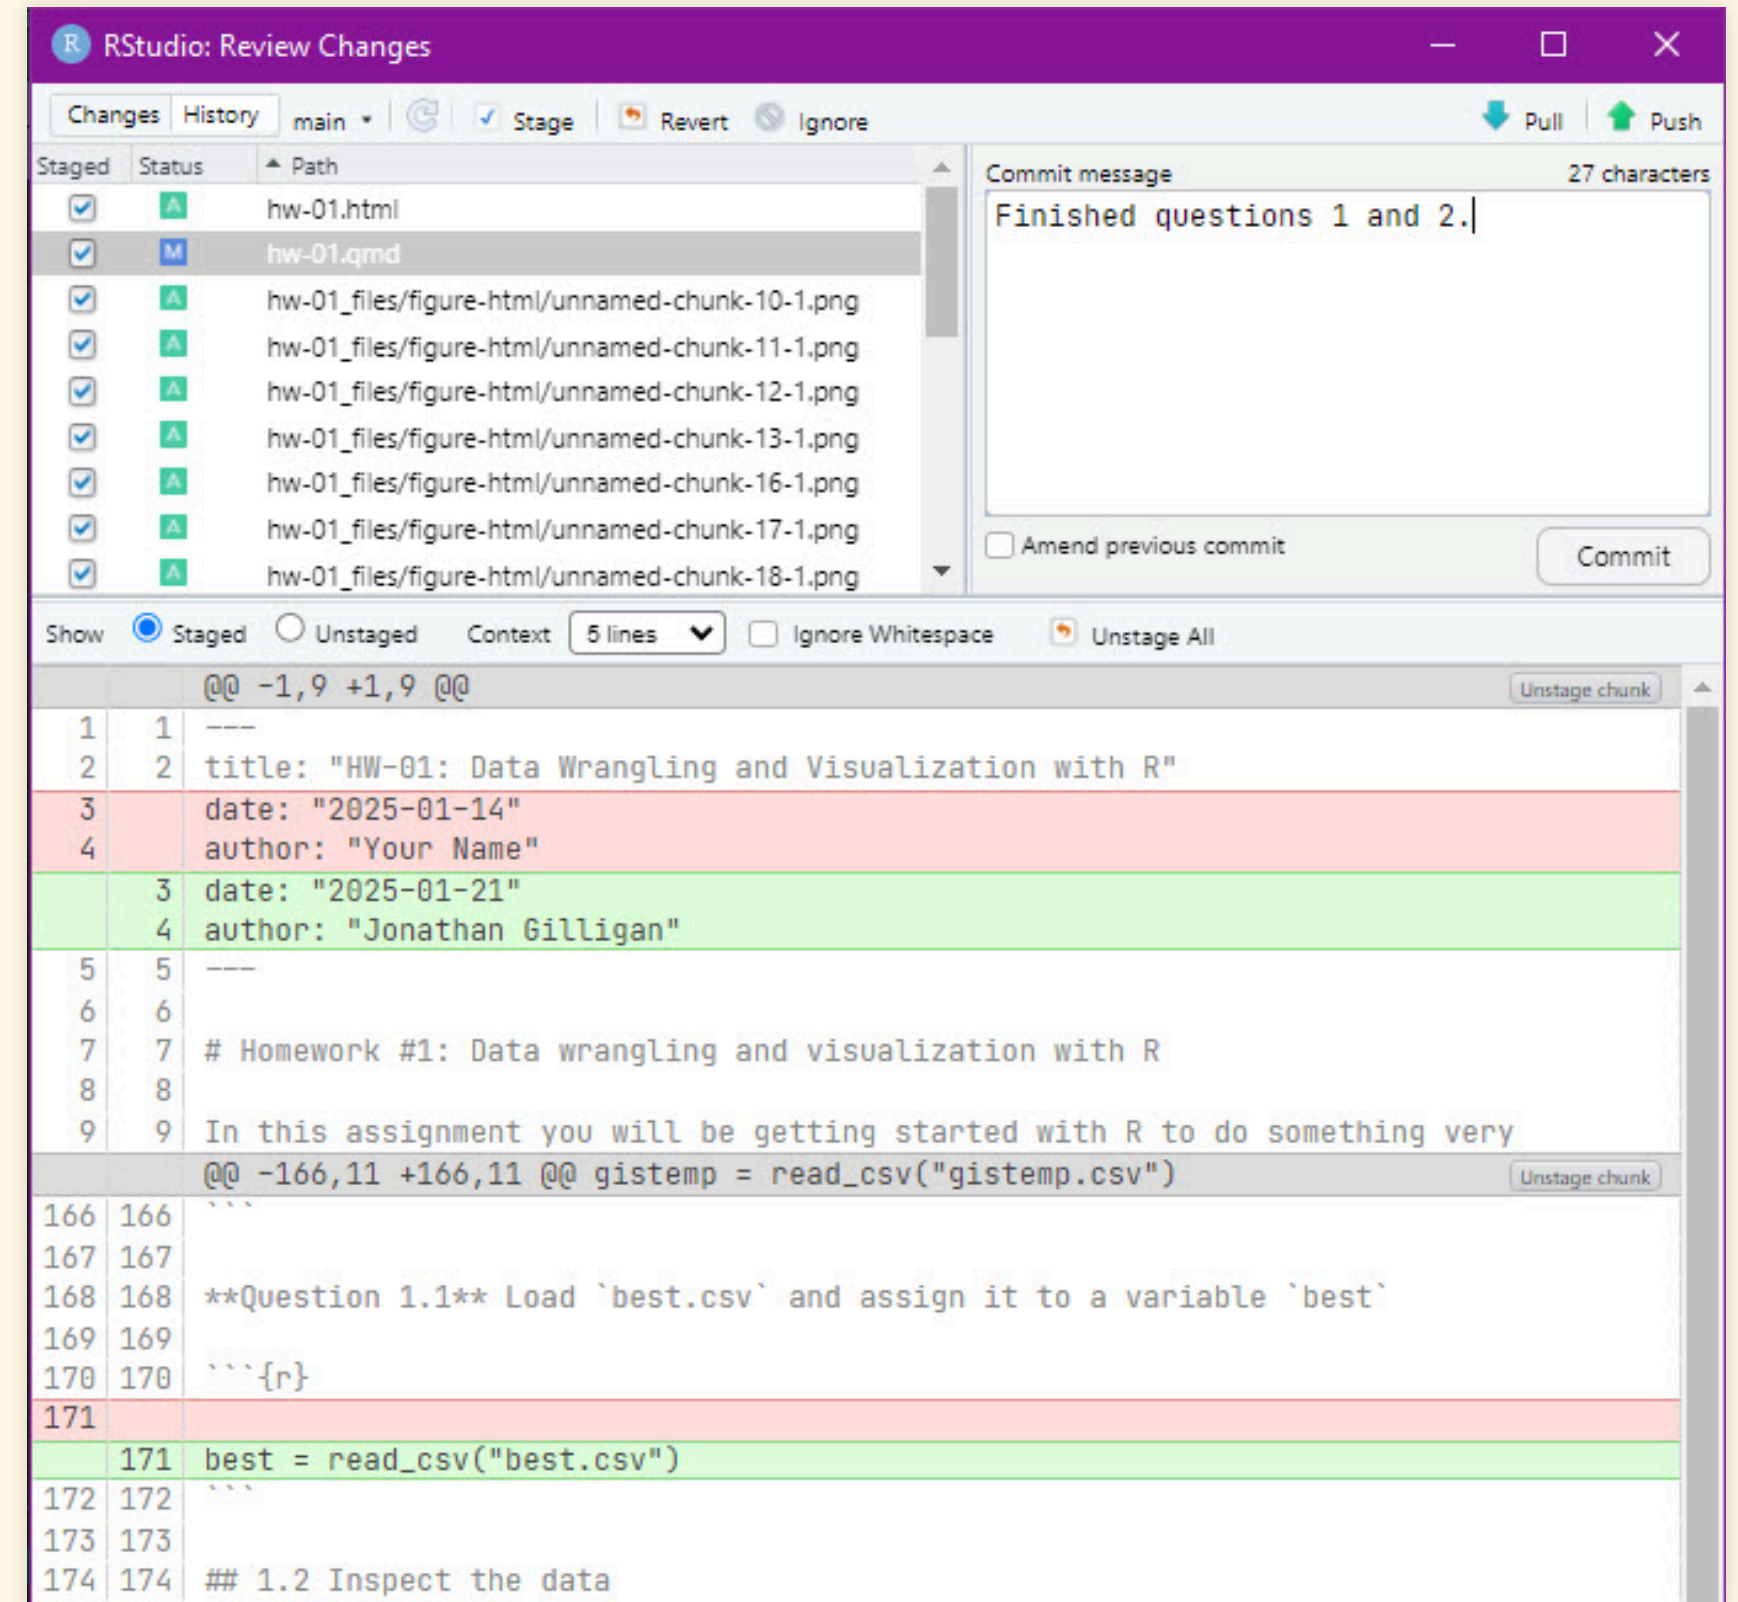 R RStudio: Review Changes
Changes History main Stage Revert Ignore Pull Push
Staged Status Path
A hw-01.html
M hw-01.qmd
A hw-01_files/figure-html/unnamed-chunk-10-1.png
A hw-01_files/figure-html/unnamed-chunk-11-1.png
A hw-01_files/figure-html/unnamed-chunk-12-1.png
A hw-01_files/figure-html/unnamed-chunk-13-1.png
A hw-01_files/figure-html/unnamed-chunk-16-1.png
A hw-01_files/figure-html/unnamed-chunk-17-1.png
A hw-01_files/figure-html/unnamed-chunk-18-1.png
Commit message 27 characters
Finished questions 1 and 2.
Amend previous commit Commit
Show Staged Unstaged Context 5 lines Ignore Whitespace Unstage All
@@ -1,9 +1,9 @@ Unstage chunk
1 1 ---
2 2 title: "HW-01: Data Wrangling and Visualization with R"
3 date: "2025-01-14"
4 author: "Your Name"
3 date: "2025-01-21"
4 author: "Jonathan Gilligan"
5 5 ---
6 6
7 7 # Homework #1: Data wrangling and visualization with R
8 8
9 9 In this assignment you will be getting started with R to do something very
@@ -166,11 +166,11 @@ gistemp = read_csv("gistemp.csv") Unstage chunk
166 166 ```
167 167
168 168 **Question 1.1** Load `best.csv` and assign it to a variable `best`
169 169
170 170 ```{r}
171
171 best = read_csv("best.csv")
172 172 ```
173 173
174 174 ## 1.2 Inspect the data